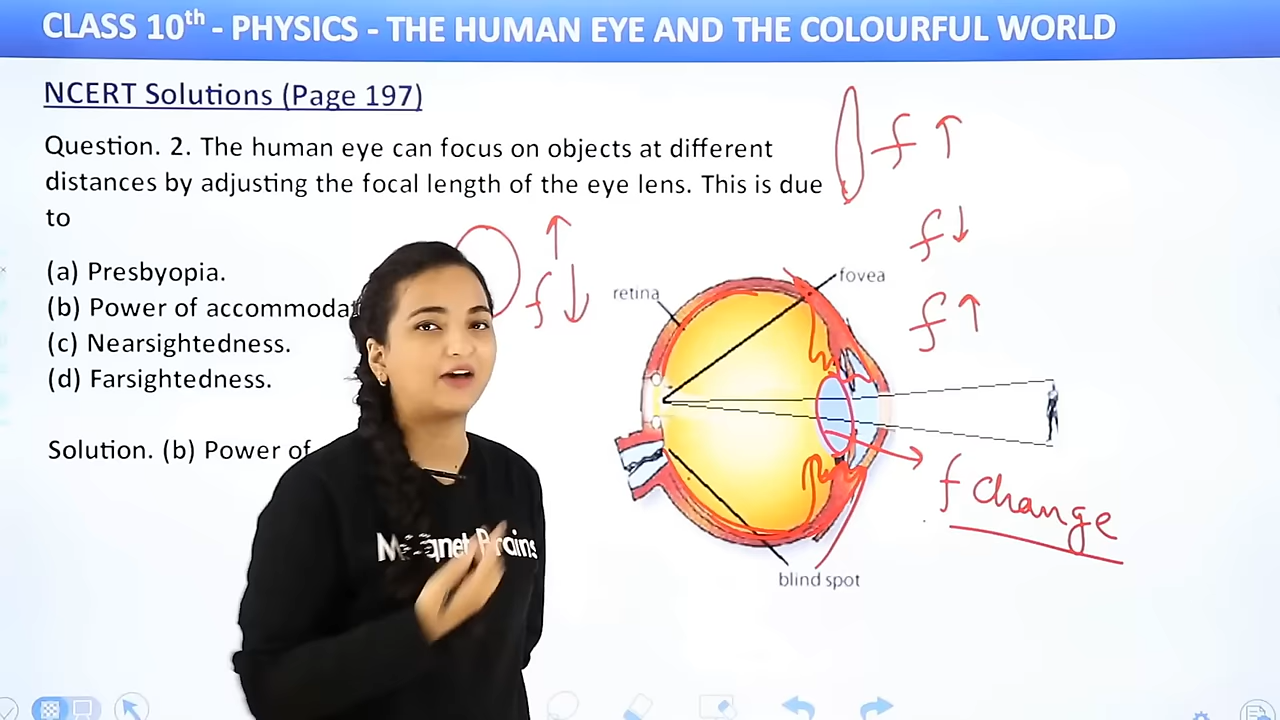 CLASS 10th - PHYSICS - THE HUMAN EYE AND THE COLOURFUL WORLD
NCERT Solutions (Page 197)
Question. 2. The human eye can focus on objects at different
distances by adjusting the focal length of the eye lens. This is due
to
(a) Presbyopia.
(b) Power of accommodat
(c) Nearsightedness.
(d) Farsightedness.
Solution. (b) Power of
f ↑
f ↓
f ↑
↑
f ↓
retina
fovea
blind spot
f change
Magnet Brains